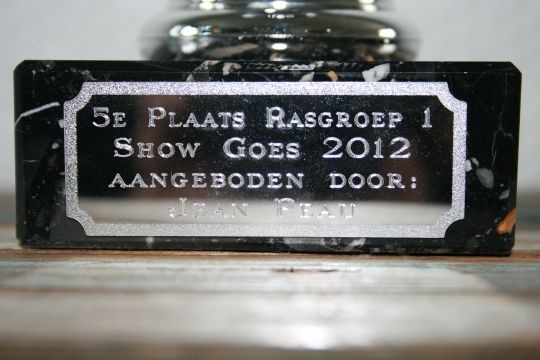 5e Plaats Rasgroep 1
Show Goes 2012
aangeboden door:
Jean Peau